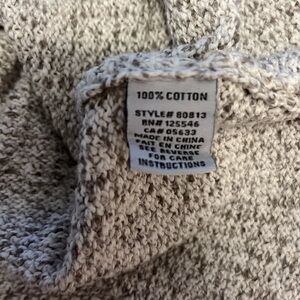 100% COTTON
STYLE# 80813
RN# 125546
CA# 05633
MADE IN CHINA
FAIT EN CHINE
SEE REVERSE
FOR CARE
INSTRUCTIONS